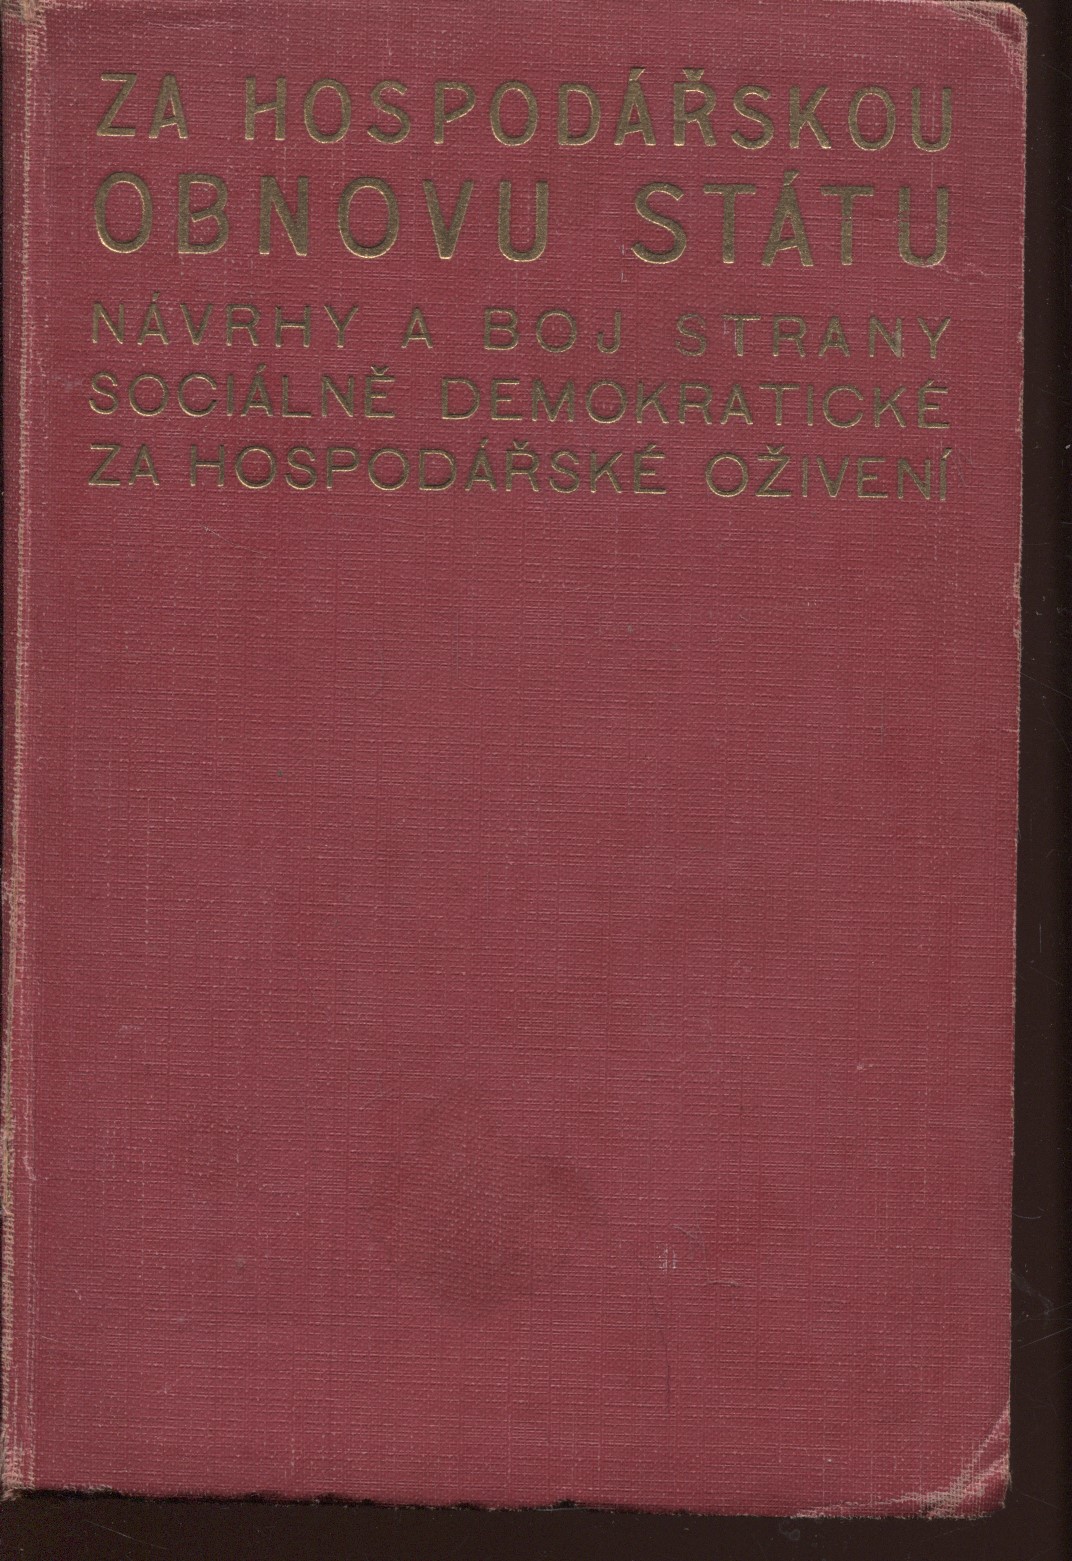 ZA HOSPODÁŘSKOU
OBNOVU STÁTU
NÁVRHY A BOJ STRANY
SOCIÁLNĚ DEMOKRATICKÉ
ZA HOSPODÁŘSKÉ OŽIVENÍ